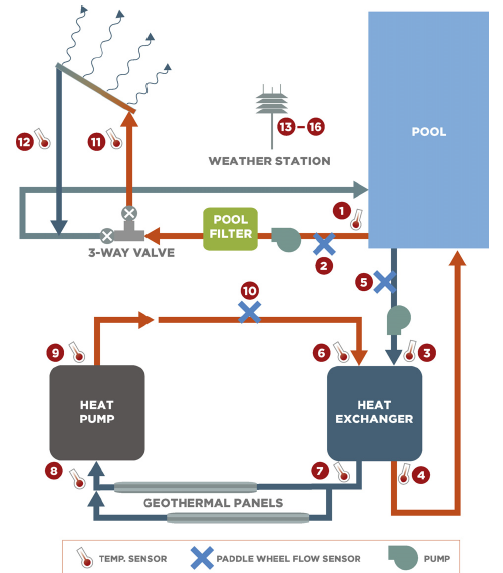 12
11
13 – 16
WEATHER STATION
POOL
1
POOL
FILTER
3-WAY VALVE
2
5
10
9
6
3
HEAT
PUMP
HEAT
EXCHANGER
8
7
4
GEOTHERMAL PANELS
TEMP. SENSOR
PADDLE WHEEL FLOW SENSOR
PUMP